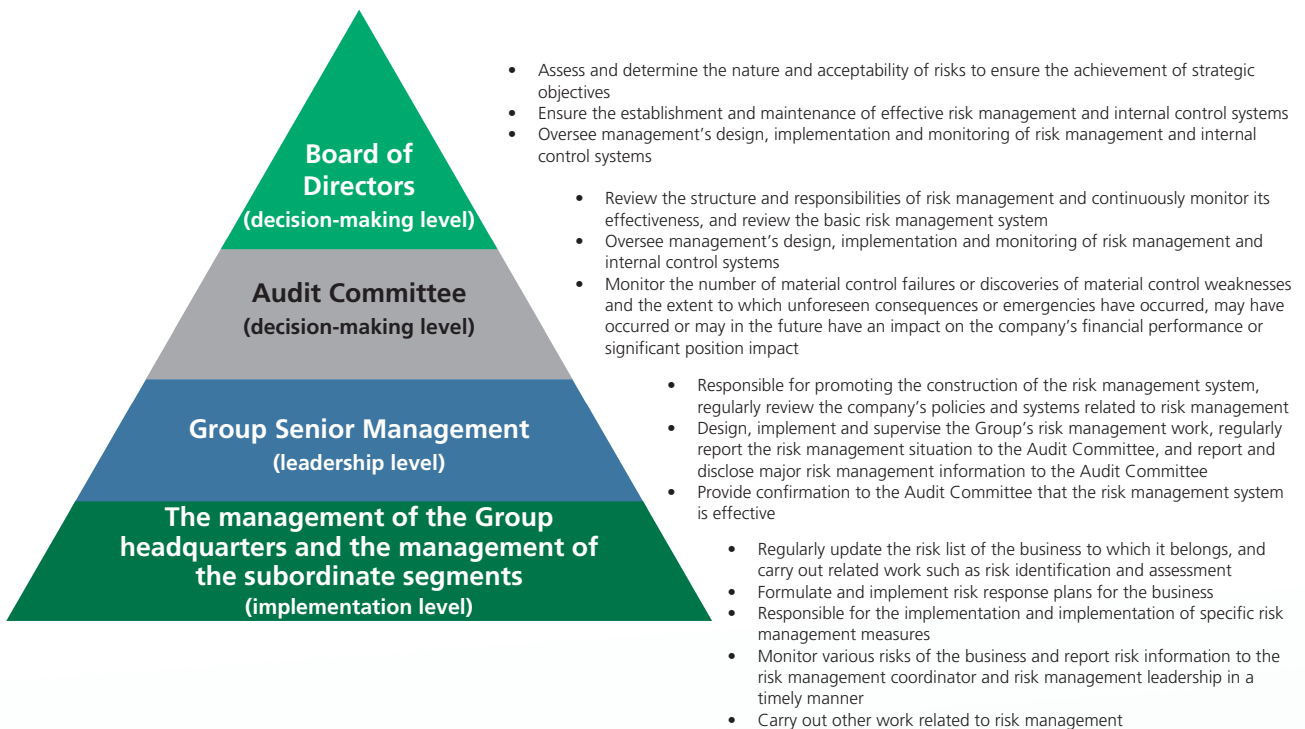 Board of
Directors
(decision-making level)
• Assess and determine the nature and acceptability of risks to ensure the achievement of strategic
objectives
• Ensure the establishment and maintenance of effective risk management and internal control systems
• Oversee management’s design, implementation and monitoring of risk management and internal
control systems
Audit Committee
(decision-making level)
• Review the structure and responsibilities of risk management and continuously monitor its
effectiveness, and review the basic risk management system
• Oversee management’s design, implementation and monitoring of risk management and
internal control systems
• Monitor the number of material control failures or discoveries of material control weaknesses
and the extent to which unforeseen consequences or emergencies have occurred, may have
occurred or may in the future have an impact on the company’s financial performance or
significant position impact
Group Senior Management
(leadership level)
• Responsible for promoting the construction of the risk management system,
regularly review the company’s policies and systems related to risk management
• Design, implement and supervise the Group’s risk management work, regularly
report the risk management situation to the Audit Committee, and report and
disclose major risk management information to the Audit Committee
• Provide confirmation to the Audit Committee that the risk management system
is effective
The management of the Group
headquarters and the management of
the subordinate segments
(implementation level)
• Regularly update the risk list of the business to which it belongs, and
carry out related work such as risk identification and assessment
• Formulate and implement risk response plans for the business
• Responsible for the implementation and implementation of specific risk
management measures
• Monitor various risks of the business and report risk information to the
risk management coordinator and risk management leadership in a
timely manner
• Carry out other work related to risk management